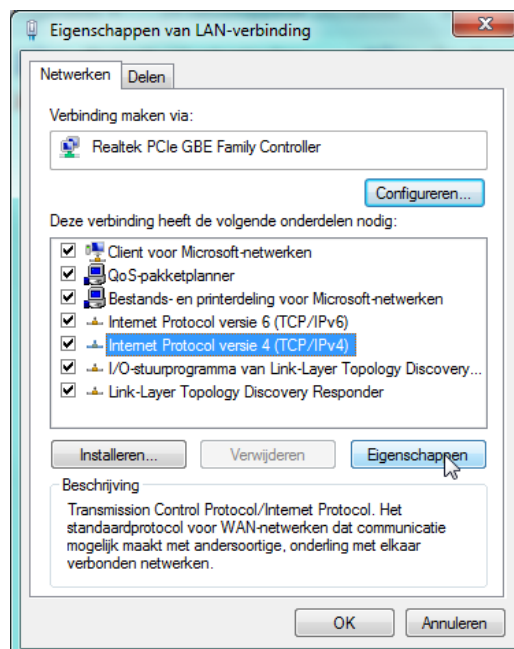 Eigenschappen van LAN-verbinding
Netwerken Delen
Verbinding maken via:
Realtek PCIe GBE Family Controller
Configureren...
Deze verbinding heeft de volgende onderdelen nodig:
Client voor Microsoft-netwerken
QoS-pakketplanner
Bestands- en printerdeling voor Microsoft-netwerken
Internet Protocol versie 6 (TCP/IPv6)
Internet Protocol versie 4 (TCP/IPv4)
I/O-stuurprogramma van Link-Layer Topology Discovery...
Link-Layer Topology Discovery Responder
Installeren... Verwijderen Eigenschappen
Beschrijving
Transmission Control Protocol/Internet Protocol. Het
standaardprotocol voor WAN-netwerken dat communicatie
mogelijk maakt met andersoortige, onderling met elkaar
verbonden netwerken.
OK Annuleren